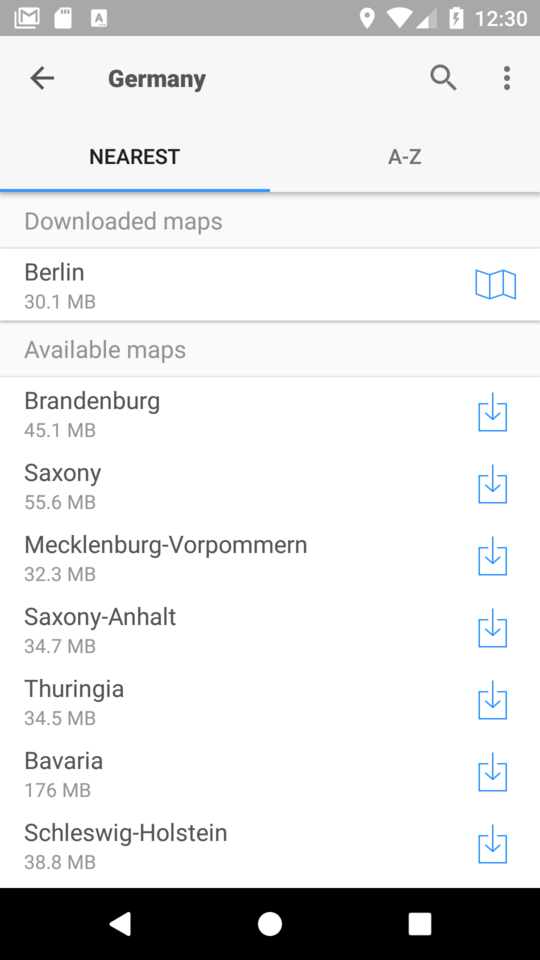 12:30
Germany
NEAREST
A-Z
Downloaded maps
Berlin
30.1 MB
Available maps
Brandenburg
45.1 MB
Saxony
55.6 MB
Mecklenburg-Vorpommern
32.3 MB
Saxony-Anhalt
34.7 MB
Thuringia
34.5 MB
Bavaria
176 MB
Schleswig-Holstein
38.8 MB